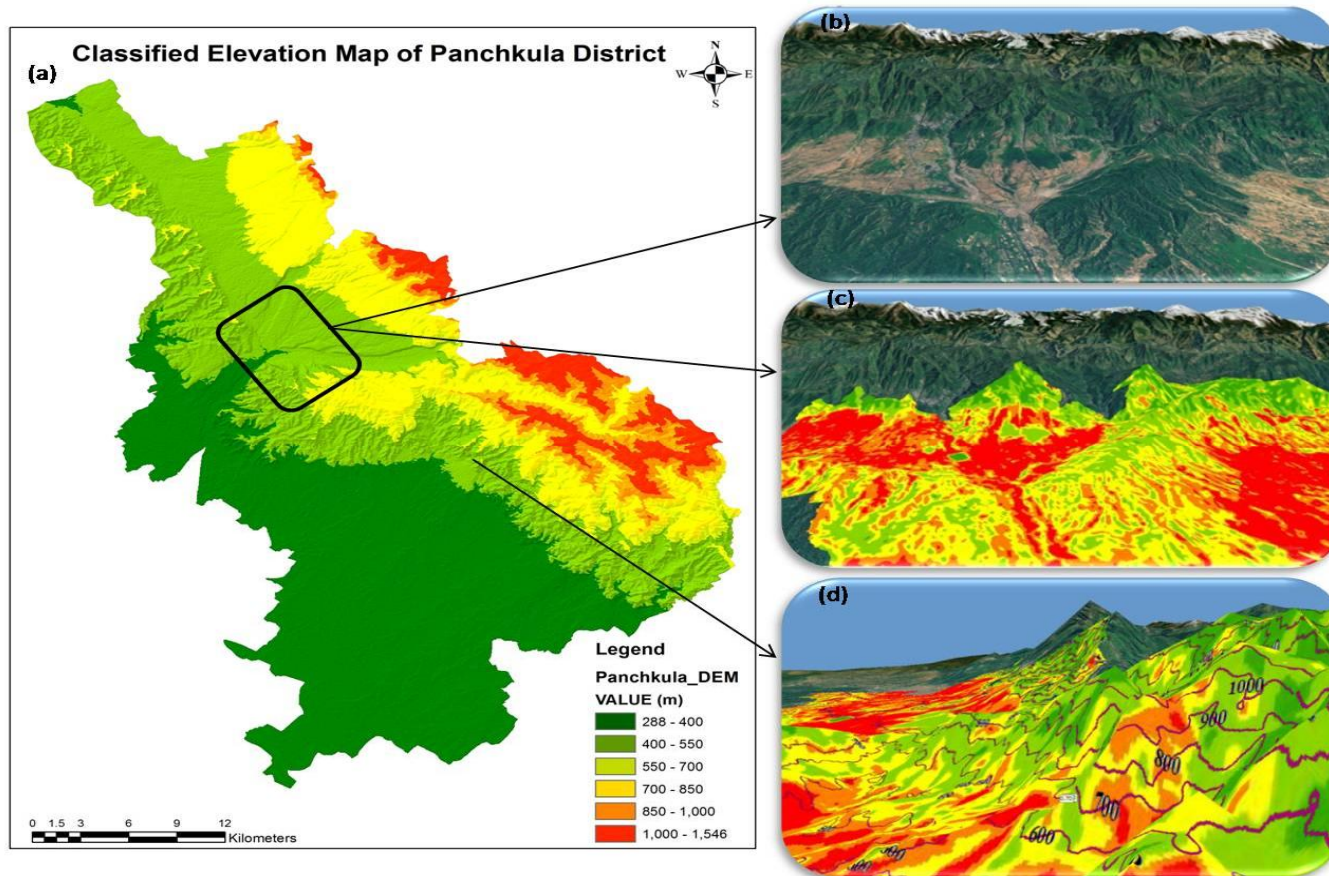 Classified Elevation Map of Panchkula District
(a)
N
W
E
S
Legend
Panchkula_DEM
VALUE (m)
288 - 400
400 - 550
550 - 700
700 - 850
850 - 1,000
1,000 - 1,546
0 1.5 3 6 9 12
Kilometers
(b)
(c)
(d)
1000
900
800
700
600